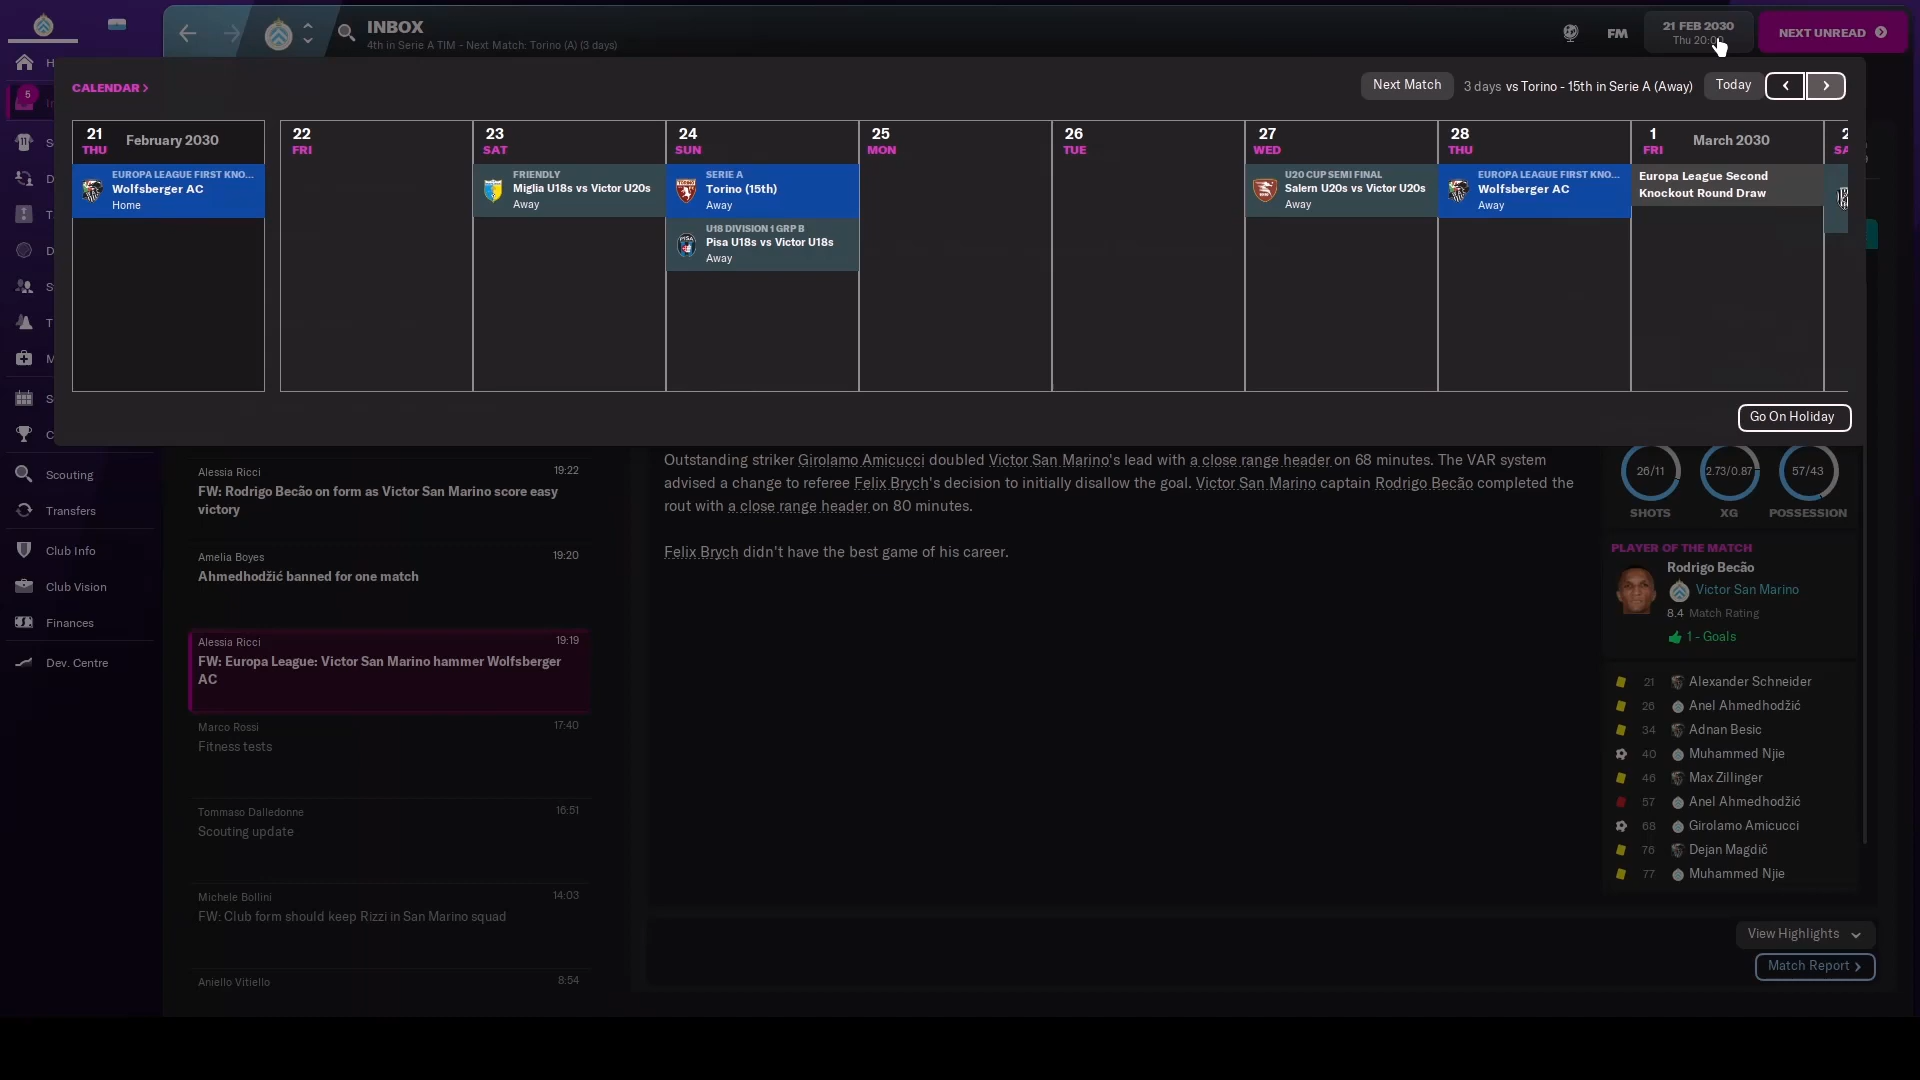 INBOX
4th in Serie A TIM - Next Match: Torino (A) (3 days)
FM
21 FEB 2030
Thu 20:0
NEXT UNREAD
CALENDAR >
Next Match
3 days vs Torino - 15th in Serie A (Away)
Today
21
THU
February 2030
22
FRI
23
SAT
24
SUN
25
MON
26
TUE
27
WED
28
THU
1
FRI
March 2030
2
SA
EUROPA LEAGUE FIRST KNO...
Wolfsberger AC
Home
FRIENDLY
Miglia U18s vs Victor U20s
Away
SERIE A
Torino (15th)
Away
U18 DIVISION 1 GRP B
Pisa U18s vs Victor U18s
Away
U20 CUP SEMI FINAL
Salern U20s vs Victor U20s
Away
EUROPA LEAGUE FIRST KNO...
Wolfsberger AC
Away
Europa League Second
Knockout Round Draw
Go On Holiday
5
H
S
D
T
D
S
T
M
S
C
Scouting
Transfers
Club Info
Club Vision
Finances
Dev. Centre
Alessia Ricci
19:22
FW: Rodrigo Becão on form as Victor San Marino score easy
victory
Amelia Boyes
19:20
Ahmedhodžić banned for one match
Alessia Ricci
19:19
FW: Europa League: Victor San Marino hammer Wolfsberger
AC
Marco Rossi
17:40
Fitness tests
Tommaso Dalledonne
16:51
Scouting update
Michele Bollini
14:03
FW: Club form should keep Rizzi in San Marino squad
Aniello Vitiello
8:54
Outstanding striker Girolamo Amicucci doubled Victor San Marino's lead with a close range header on 68 minutes. The VAR system
advised a change to referee Felix Brych's decision to initially disallow the goal. Victor San Marino captain Rodrigo Becão completed the
rout with a close range header on 80 minutes.
Felix Brych didn't have the best game of his career.
26/11
2.73/0.87
57/43
SHOTS
XG
POSSESSION
PLAYER OF THE MATCH
Rodrigo Becão
Victor San Marino
8.4 Match Rating
1 - Goals
21 Alexander Schneider
26 Anel Ahmedhodžić
34 Adnan Besic
40 Muhammed Njie
46 Max Zillinger
57 Anel Ahmedhodžić
68 Girolamo Amicucci
76 Dejan Magdič
77 Muhammed Njie
View Highlights
Match Report >